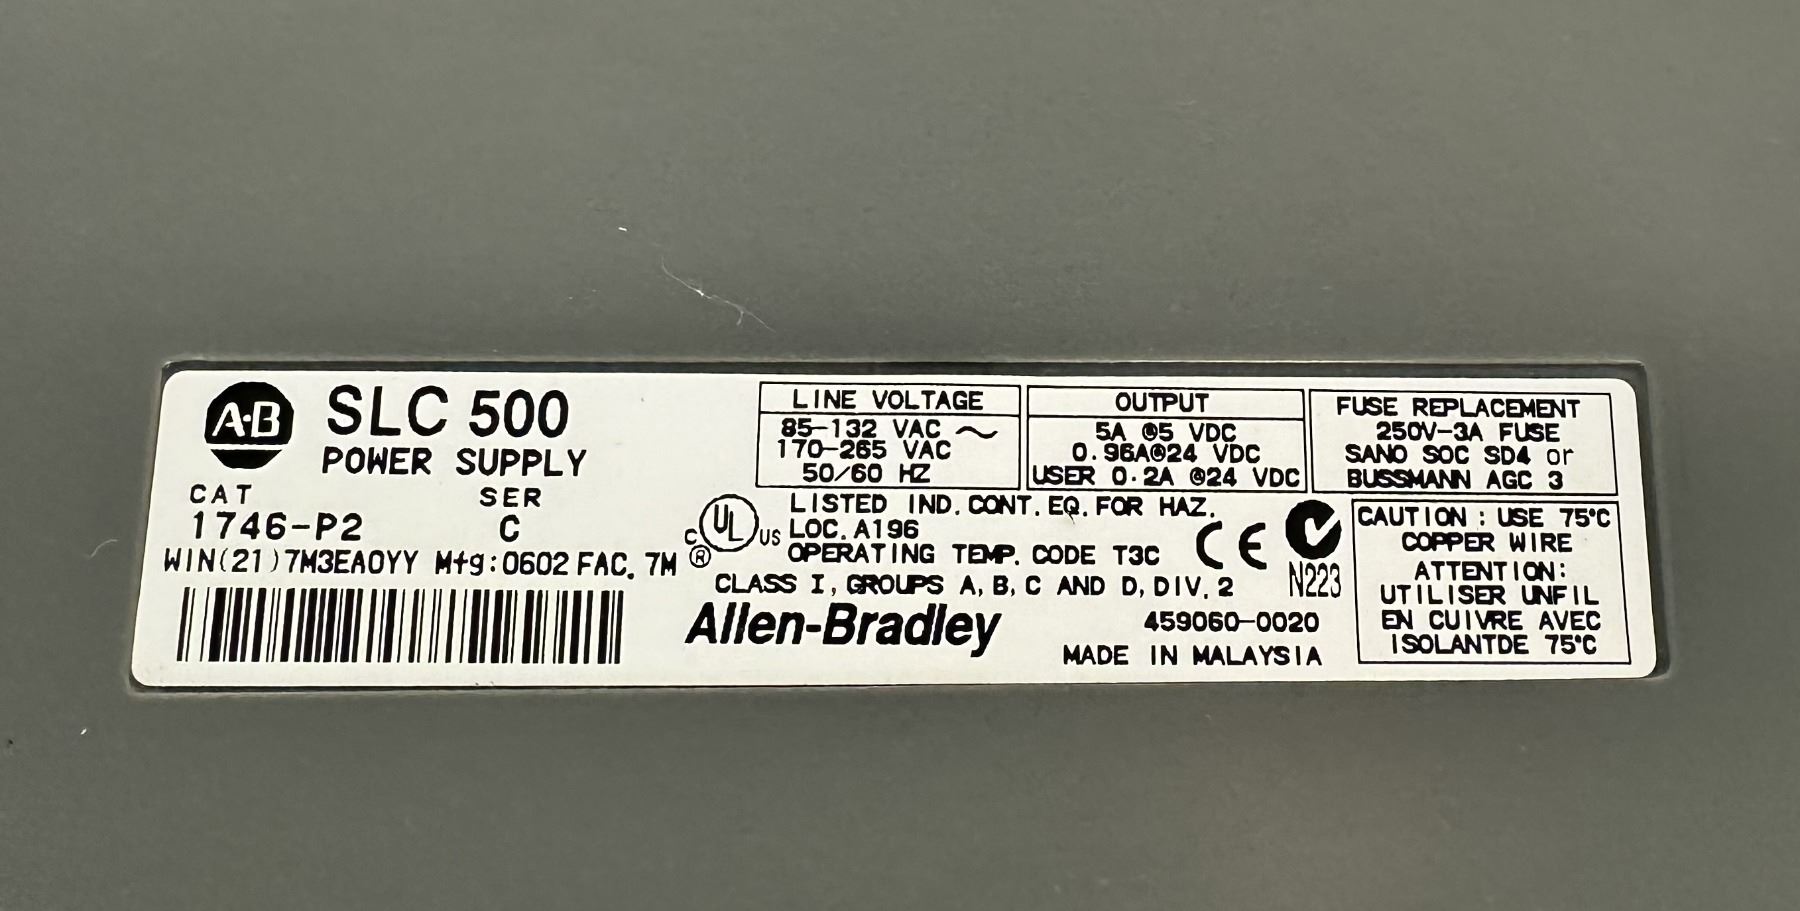 A·B
SLC 500
POWER SUPPLY
CAT SER
1746-P2 C
WIN(21)7M3EA0YY Mfg:0602 FAC. 7M
LINE VOLTAGE
85-132 VAC ~
170-265 VAC
50/60 HZ
OUTPUT
5A @5 VDC
0.96A@24 VDC
USER 0.2A @24 VDC
FUSE REPLACEMENT
250V-3A FUSE
SANO SOC SD4 or
BUSSMANN AGC 3
C UL US ®
LISTED IND. CONT. EQ. FOR HAZ.
LOC. A196
OPERATING TEMP. CODE T3C
CLASS I, GROUPS A, B, C AND D, DIV. 2
CE
N223
Allen-Bradley
459060-0020
MADE IN MALAYSIA
CAUTION : USE 75°C
COPPER WIRE
ATTENTION:
UTILISER UNFIL
EN CUIVRE AVEC
ISOLANTDE 75°C